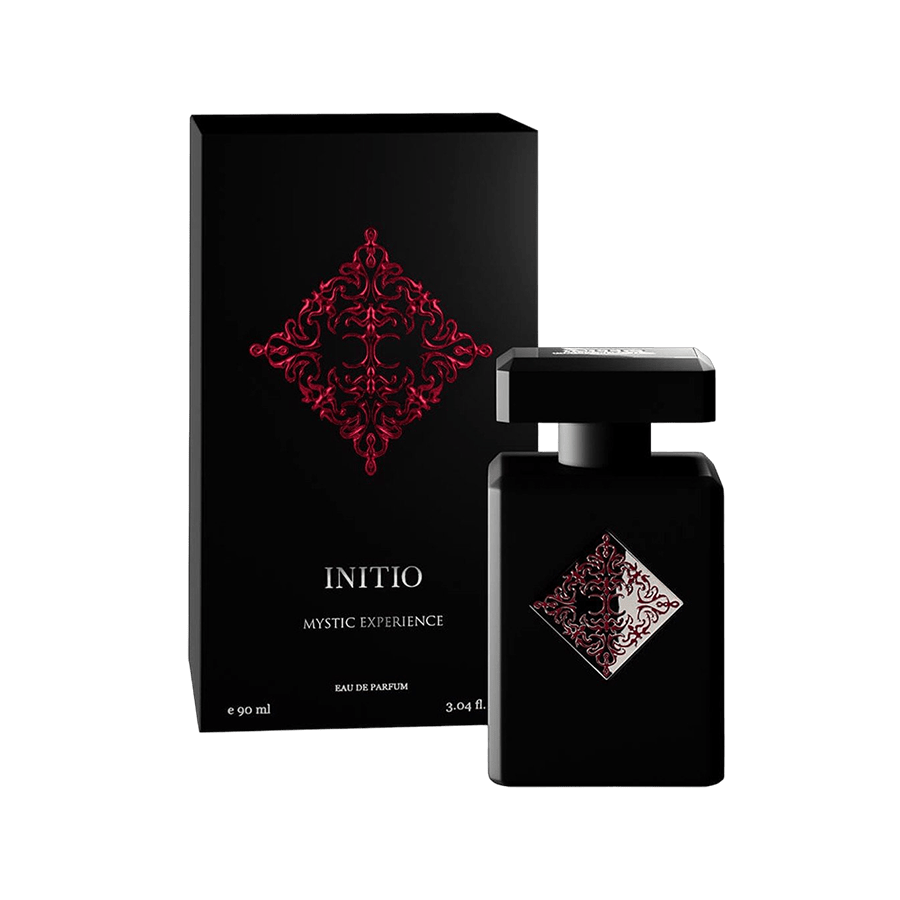 INITIO
MYSTIC EXPERIENCE
EAU DE PARFUM
e 90 ml
3.04 fl.